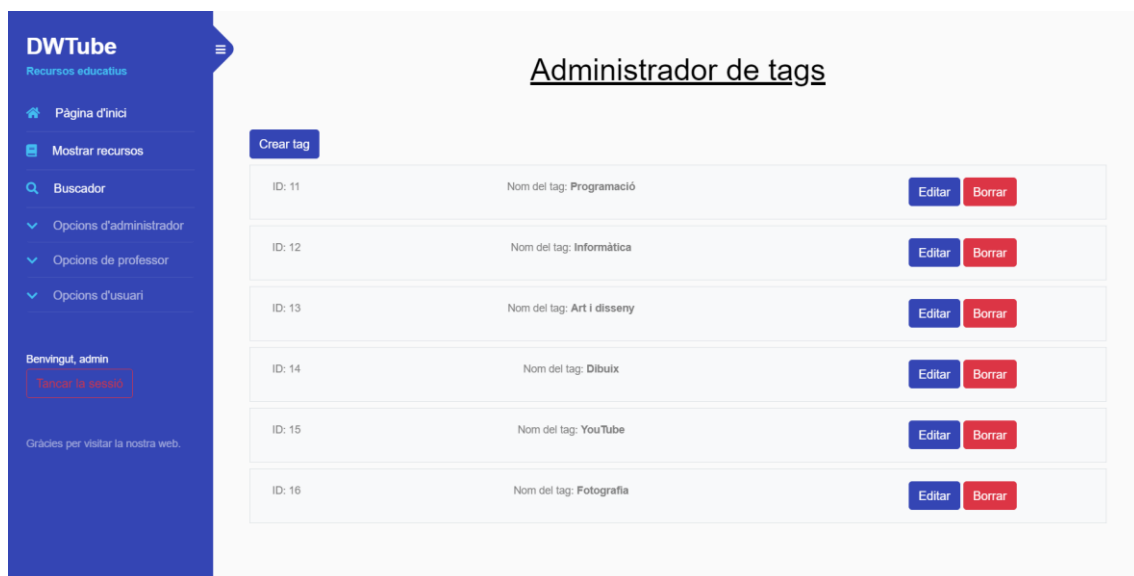 DWTube
Recursos educatius
Pàgina d'inici
Mostrar recursos
Buscador
Opcions d'administrador
Opcions de professor
Opcions d'usuari
Benvingut, admin
Tancar la sessió
Gràcies per visitar la nostra web.
Administrador de tags
Crear tag
ID: 11 Nom del tag: Programació Editar Borrar
ID: 12 Nom del tag: Informàtica Editar Borrar
ID: 13 Nom del tag: Art i disseny Editar Borrar
ID: 14 Nom del tag: Dibuix Editar Borrar
ID: 15 Nom del tag: YouTube Editar Borrar
ID: 16 Nom del tag: Fotografia Editar Borrar